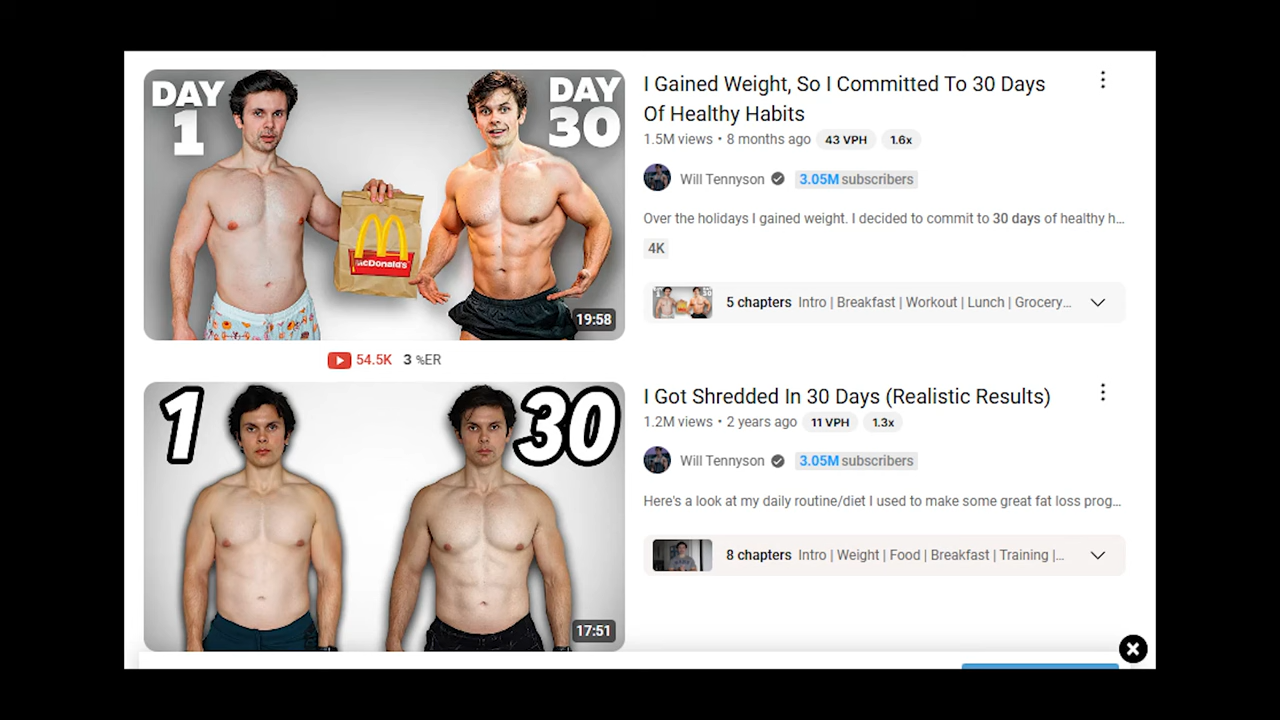 DAY
1
DAY
30
McDonald's
19:58
I Gained Weight, So I Committed To 30 Days
Of Healthy Habits
1.5M views • 8 months ago 43 VPH 1.6x
Will Tennyson 3.05M subscribers
Over the holidays I gained weight. I decided to commit to 30 days of healthy h...
4K
5 chapters Intro | Breakfast | Workout | Lunch | Grocery...
54.5K 3 %ER
1
30
17:51
I Got Shredded In 30 Days (Realistic Results)
1.2M views • 2 years ago 11 VPH 1.3x
Will Tennyson 3.05M subscribers
Here's a look at my daily routine/diet I used to make some great fat loss prog...
8 chapters Intro | Weight | Food | Breakfast | Training |...